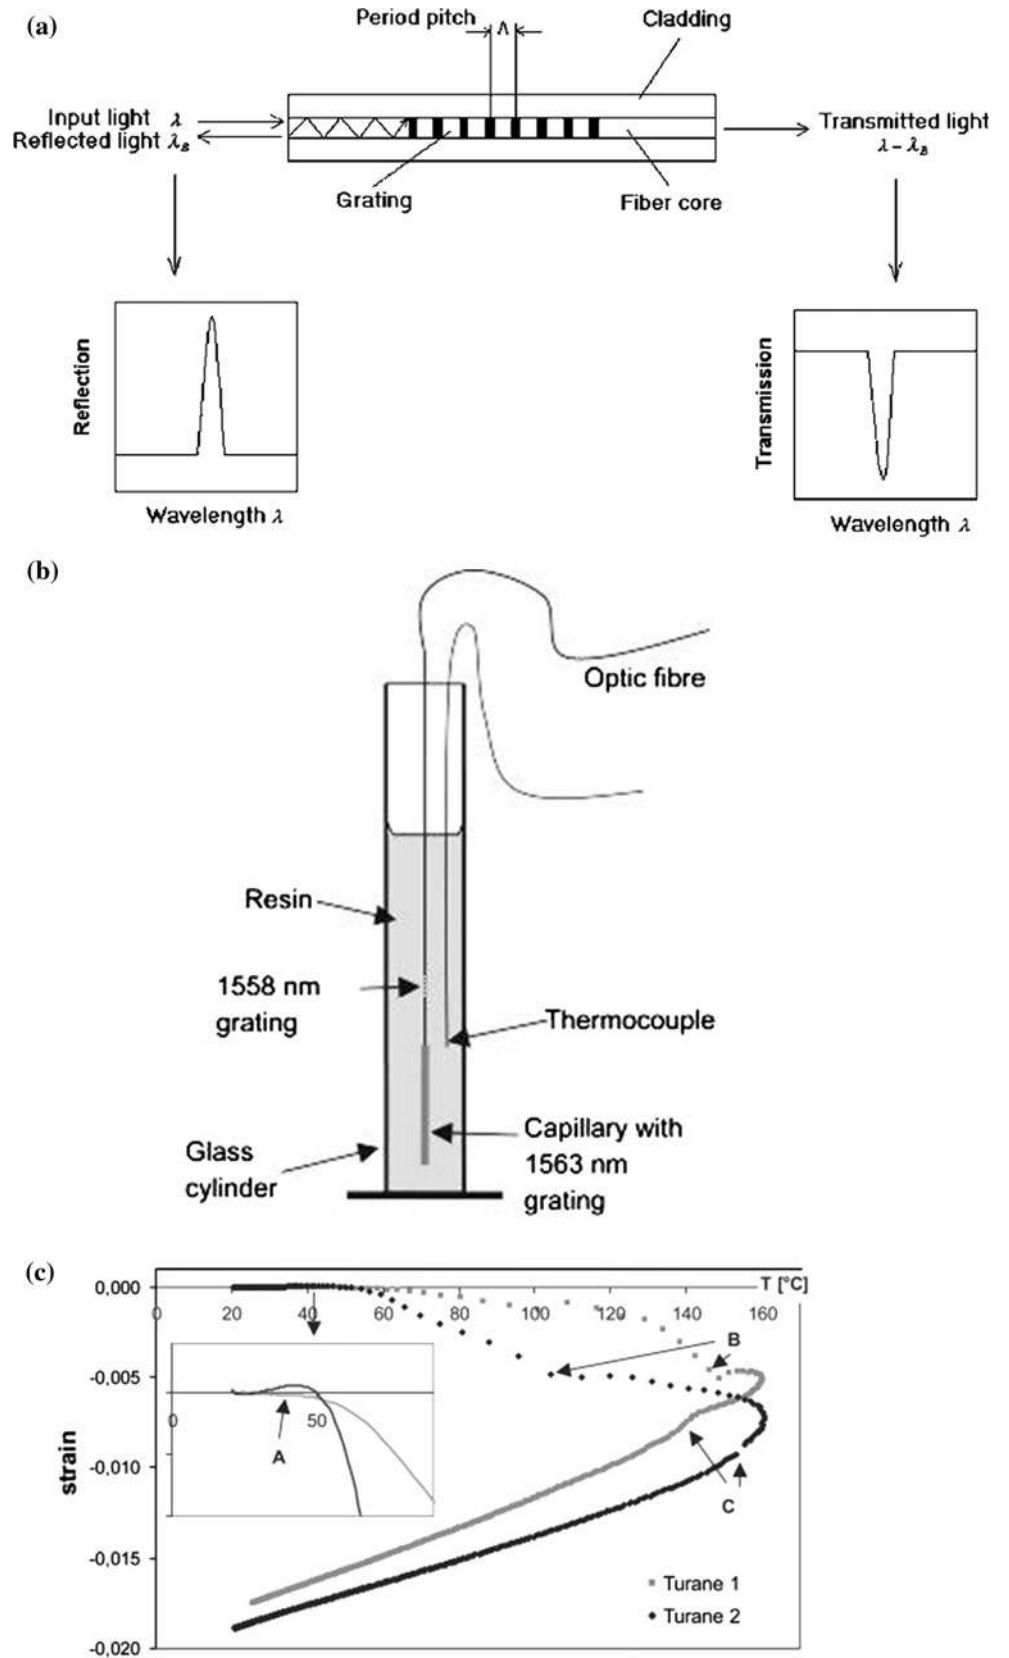 (a)
Period pitch
Λ
Cladding
Input light λ
Reflected light λB
Transmitted light
λ - λB
Grating
Fiber core
Reflection
Wavelength λ
Transmission
Wavelength λ
(b)
Optic fibre
Resin
1558 nm
grating
Thermocouple
Capillary with
1563 nm
grating
Glass
cylinder
(c)
0,000
T [°C]
0 20 40 60 80 100 120 140 160
B
-0,005
0 50
A
strain
-0,010
C
-0,015
Turane 1
Turane 2
-0,020